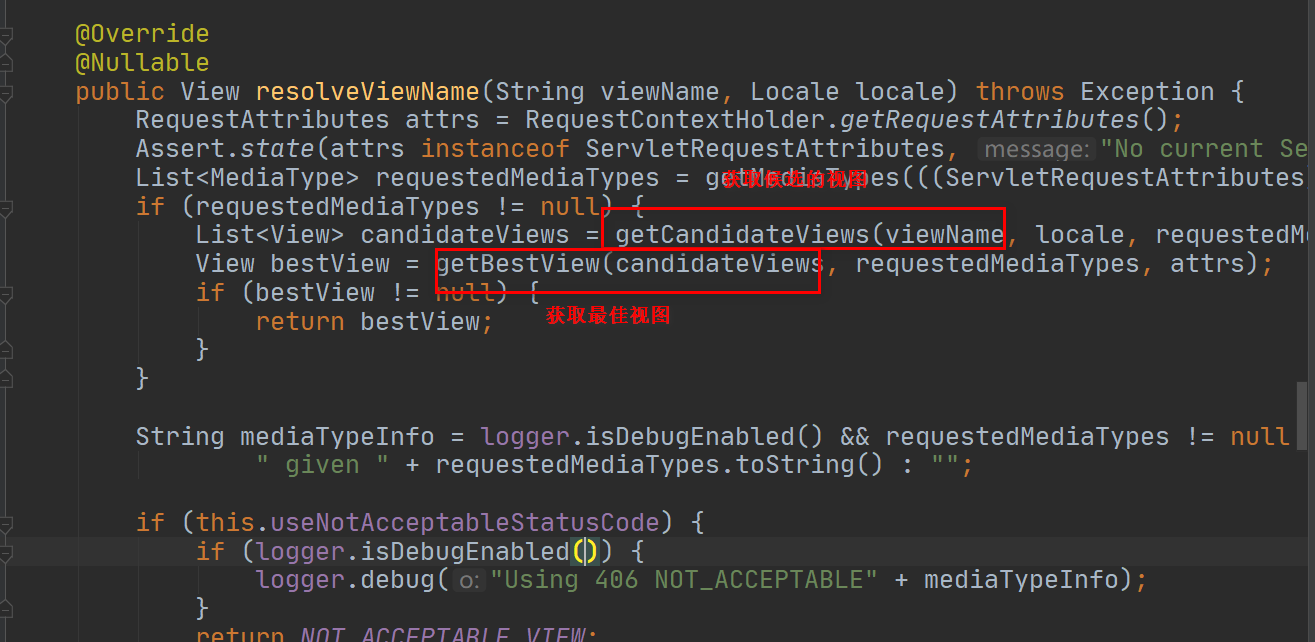 @Override
@Nullable
public View resolveViewName(String viewName, Locale locale) throws Exception {
RequestAttributes attrs = RequestContextHolder.getRequestAttributes();
Assert.state(attrs instanceof ServletRequestAttributes, message: "No current Se
List<MediaType> requestedMediaTypes = getMediaTypes(((ServletRequestAttributes
获取候选的视图
if (requestedMediaTypes != null) {
List<View> candidateViews = getCandidateViews(viewName, locale, requestedM
View bestView = getBestView(candidateViews, requestedMediaTypes, attrs);
if (bestView != null) {
获取最佳视图
return bestView;
}
}
String mediaTypeInfo = logger.isDebugEnabled() && requestedMediaTypes != null
" given " + requestedMediaTypes.toString() : "";
if (this.useNotAcceptableStatusCode) {
if (logger.isDebugEnabled()) {
logger.debug( o: "Using 406 NOT_ACCEPTABLE" + mediaTypeInfo);
}
return NOT_ACCEPTABLE_VIEW;